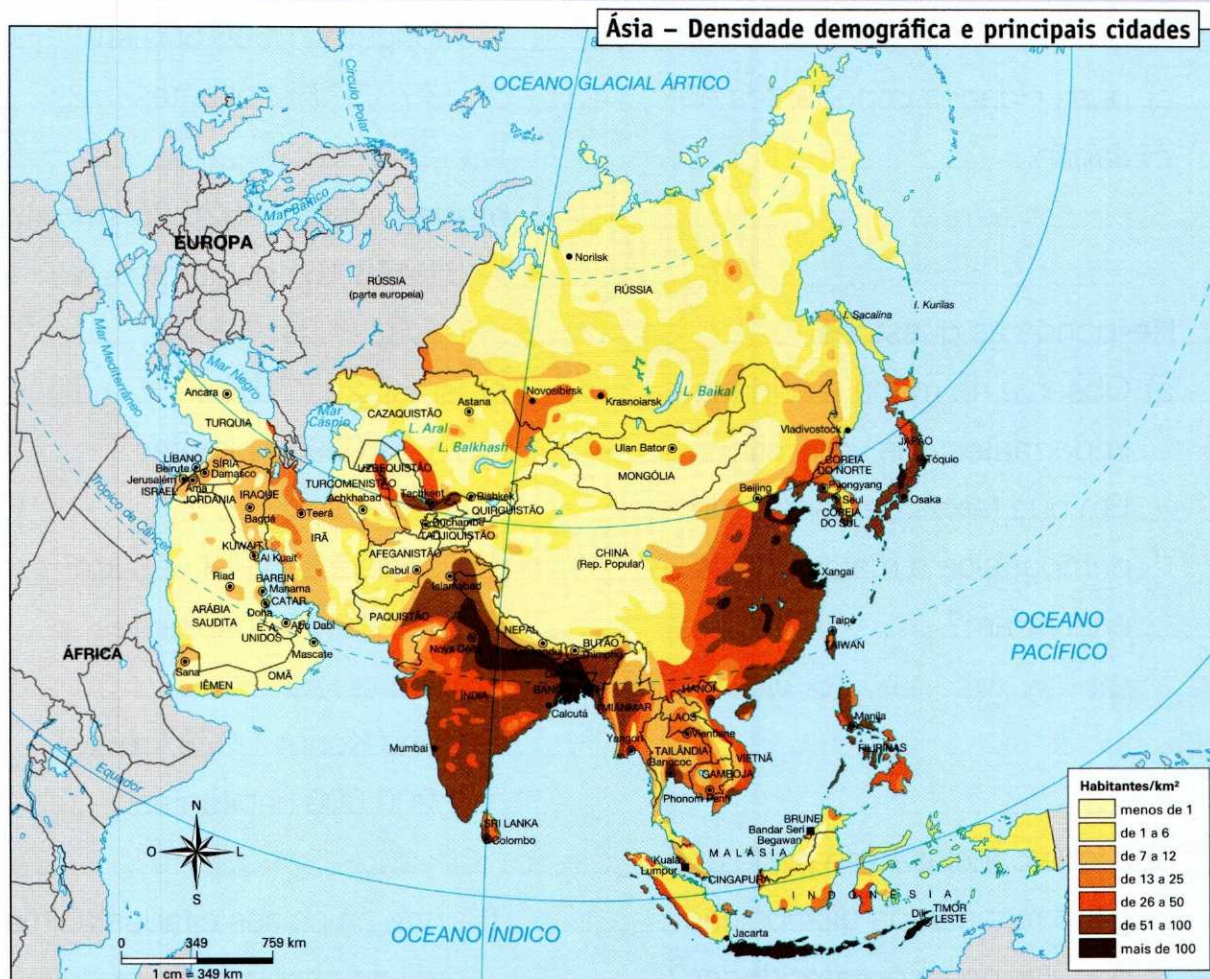 Ásia – Densidade demográfica e principais cidades
40° N
OCEANO GLACIAL ÁRTICO
Círculo Polar
Mar Báltico
EUROPA
RÚSSIA
(parte europeia)
Norilsk
RÚSSIA
I. Kurilas
I. Sacalina
Mar Mediterrâneo
Mar Negro
Ancara
TURQUIA
Mar
Cáspio
CAZAQUISTÃO
Astana
Novosibirsk
Krasnoiarsk
L. Baikal
L. Aral
L. Balkhash
Ulan Bator
MONGÓLIA
Vladivostock
JAPÃO
Tóquio
Osaka
COREIA
DO NORTE
Pyongyang
Seul
COREIA
DO SUL
Beijing
LÍBANO
Beirute
SÍRIA
Damasco
Jerusalém
ISRAEL
Amã
JORDÂNIA
IRAQUE
Bagdá
Teerã
IRÃ
UZBEQUISTÃO
TURCOMENISTÃO
Achkhabad
Tachkent
Bishkek
QUIRGUISTÃO
Duchambe
TADJIQUISTÃO
AFEGANISTÃO
Cabul
Islamabad
PAQUISTÃO
CHINA
(Rep. Popular)
Xangai
Trópico de Câncer
KUWAIT
Al Kuait
Riad
BAREIN
Manama
CATAR
Doha
ARÁBIA
SAUDITA
E. A.
UNIDOS
Abu Dabi
Mascate
OMÃ
Sana
IÊMEN
ÁFRICA
Equador
NEPAL
BUTÃO
Thimphu
Nova Délhi
ÍNDIA
Calcutá
Mumbai
MIANMAR
Yangon
HANÓI
LAOS
Vientiane
TAILÂNDIA
Bangcoc
VIETNÃ
CAMBOJA
Phonom Penh
Taipé
TAIWAN
OCEANO
PACÍFICO
Manila
FILIPINAS
SRI LANKA
Colombo
BRUNEI
Bandar Seri
Begawan
MALÁSIA
Kuala
Lumpur
CINGAPURA
INDONÉSIA
Jacarta
Dili
TIMOR
LESTE
OCEANO ÍNDICO
N
O
L
S
0 349 759 km
1 cm = 349 km
Habitantes/km²
menos de 1
de 1 a 6
de 7 a 12
de 13 a 25
de 26 a 50
de 51 a 100
mais de 100